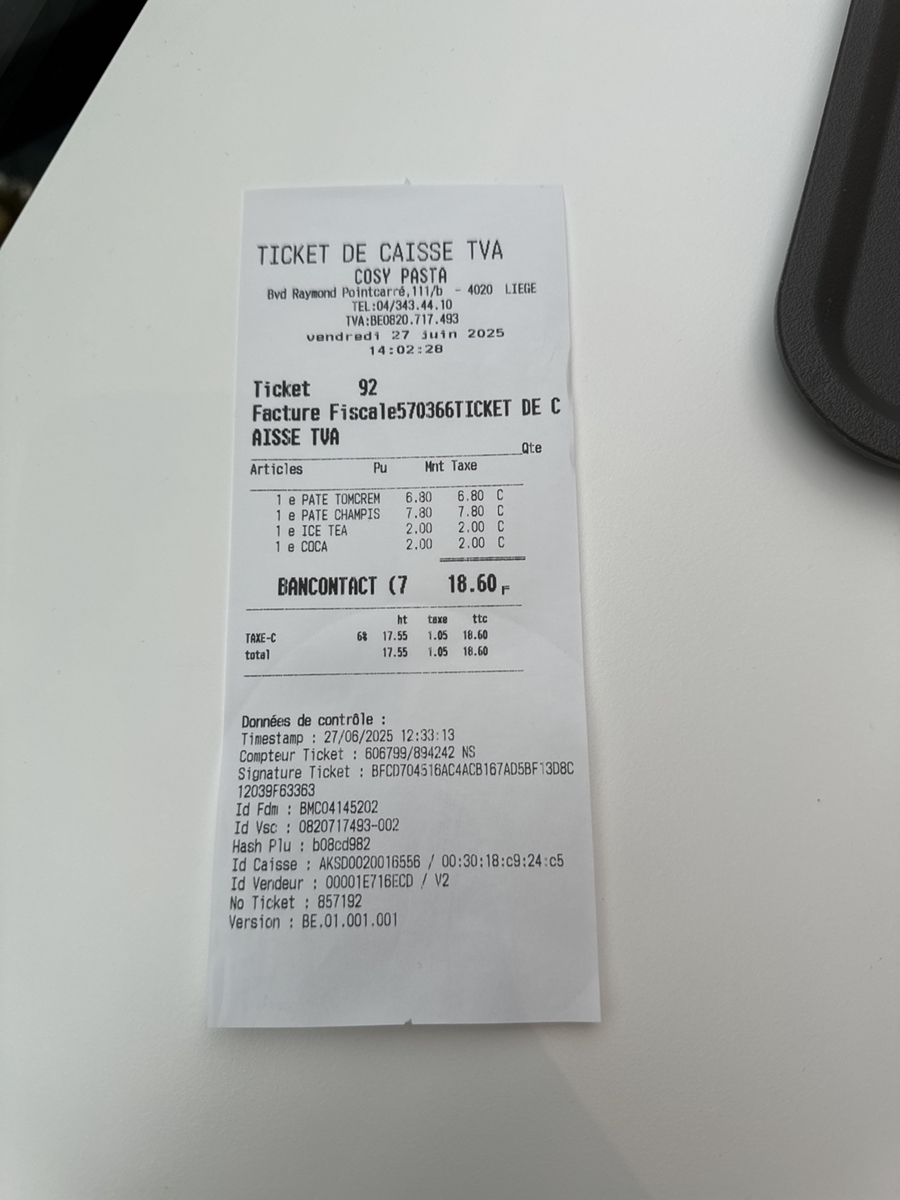 TICKET DE CAISSE TVA
COSY PASTA
Bvd Raymond Pointcarré,111/b - 4020 LIEGE
TEL:04/343.44.10
TVA:BE0820.717.493
vendredi 27 juin 2025
14:02:28
Ticket 92
Facture Fiscale570366TICKET DE C
AISSE TVA
Qte
Articles Pu Mnt Taxe
1 e PATE TOMCREM 6.80 6.80 C
1 e PATE CHAMPIS 7.80 7.80 C
1 e ICE TEA 2.00 2.00 C
1 e COCA 2.00 2.00 C
BANCONTACT (7 18.60
ht taxe ttc
TAXE-C 6% 17.55 1.05 18.60
total 17.55 1.05 18.60
Données de contrôle :
Timestamp : 27/06/2025 12:33:13
Compteur Ticket : 606799/894242 NS
Signature Ticket : BFCD704516AC4ACB167AD5BF13D8C
12039F63363
Id Fdm : BMC04145202
Id Vsc : 0820717493-002
Hash Plu : b08cd982
Id Caisse : AKSD0020016556 / 00:30:18:c9:24:c5
Id Vendeur : 00001E716ECD / V2
No Ticket : 857192
Version : BE.01.001.001